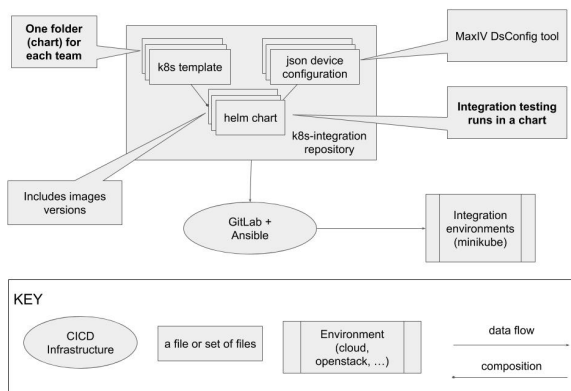 One folder
(chart) for
each team
k8s template
json device
configuration
MaxIV DsConfig tool
helm chart
k8s-integration
repository
Integration testing
runs in a chart
Includes images
versions
GitLab +
Ansible
Integration
environments
(minikube)
KEY
CICD
Infrastructure
a file or set of files
Environment
(cloud,
openstack, ...)
data flow
composition